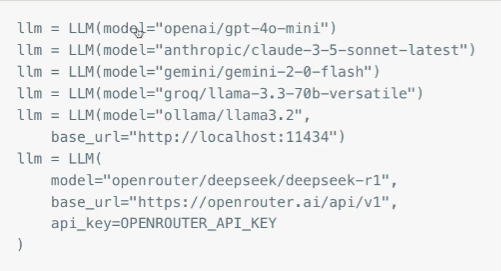 llm = LLM(model="openai/gpt-4o-mini")
llm = LLM(model="anthropic/claude-3-5-sonnet-latest")
llm = LLM(model="gemini/gemini-2-0-flash")
llm = LLM(model="groq/llama-3.3-70b-versatile")
llm = LLM(model="ollama/llama3.2",
    base_url="http://localhost:11434")
llm = LLM(
    model="openrouter/deepseek/deepseek-r1",
    base_url="https://openrouter.ai/api/v1",
    api_key=OPENROUTER_API_KEY
)